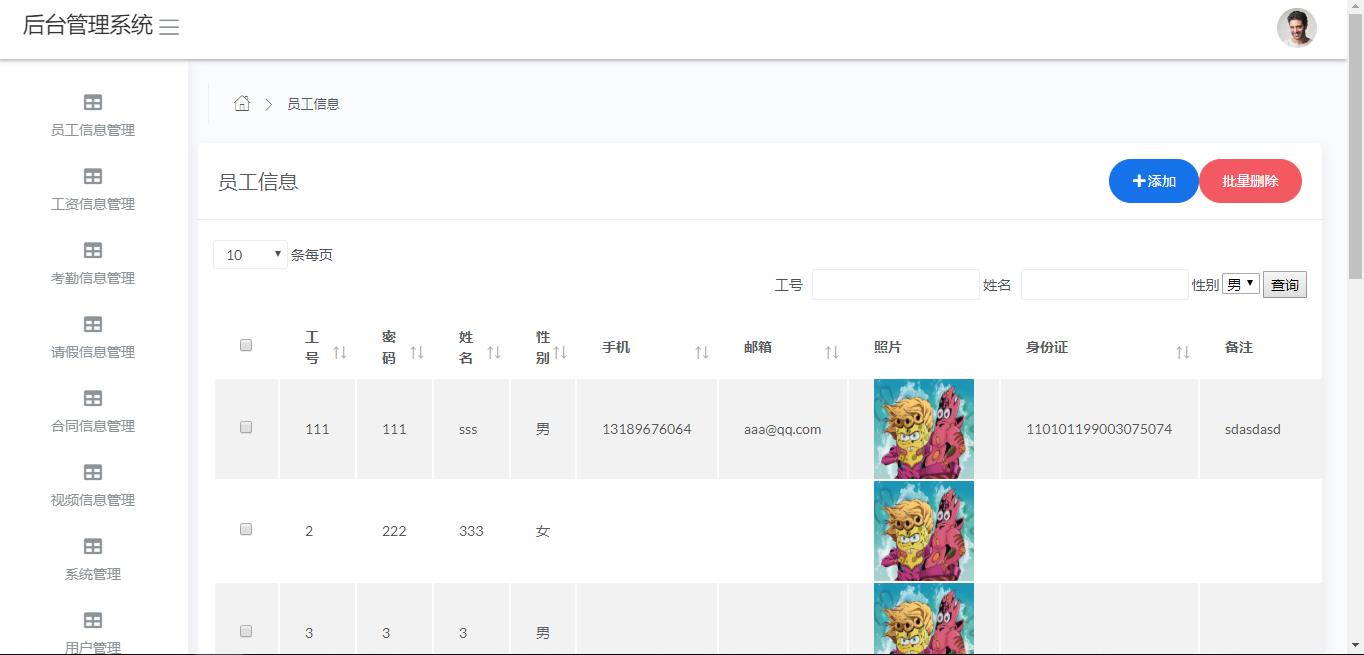 后台管理系统
员工信息管理
工资信息管理
考勤信息管理
请假信息管理
合同信息管理
视频信息管理
系统管理
用户管理
员工信息
员工信息
添加 批量删除
10 条每页
工号 姓名 性别 男 查询
工号 密码 姓名 性别 手机 邮箱 照片 身份证 备注
111 111 sss 男 13189676064 aaa@qq.com 110101199003075074 sdasdasd
2 222 333 女
3 3 3 男